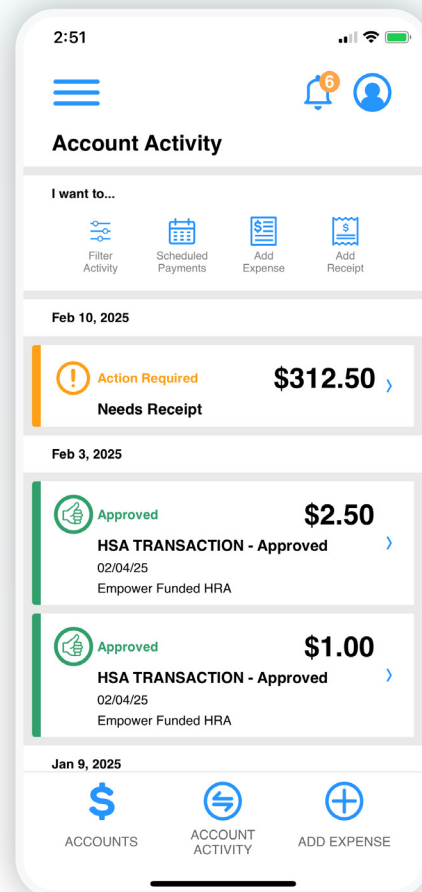 2:51
6
Account Activity
I want to...
Filter
Activity
Scheduled
Payments
Add
Expense
Add
Receipt
Feb 10, 2025
Action Required
$312.50
Needs Receipt
Feb 3, 2025
Approved
$2.50
HSA TRANSACTION - Approved
02/04/25
Empower Funded HRA
Approved
$1.00
HSA TRANSACTION - Approved
02/04/25
Empower Funded HRA
Jan 9, 2025
ACCOUNTS
ACCOUNT
ACTIVITY
ADD EXPENSE